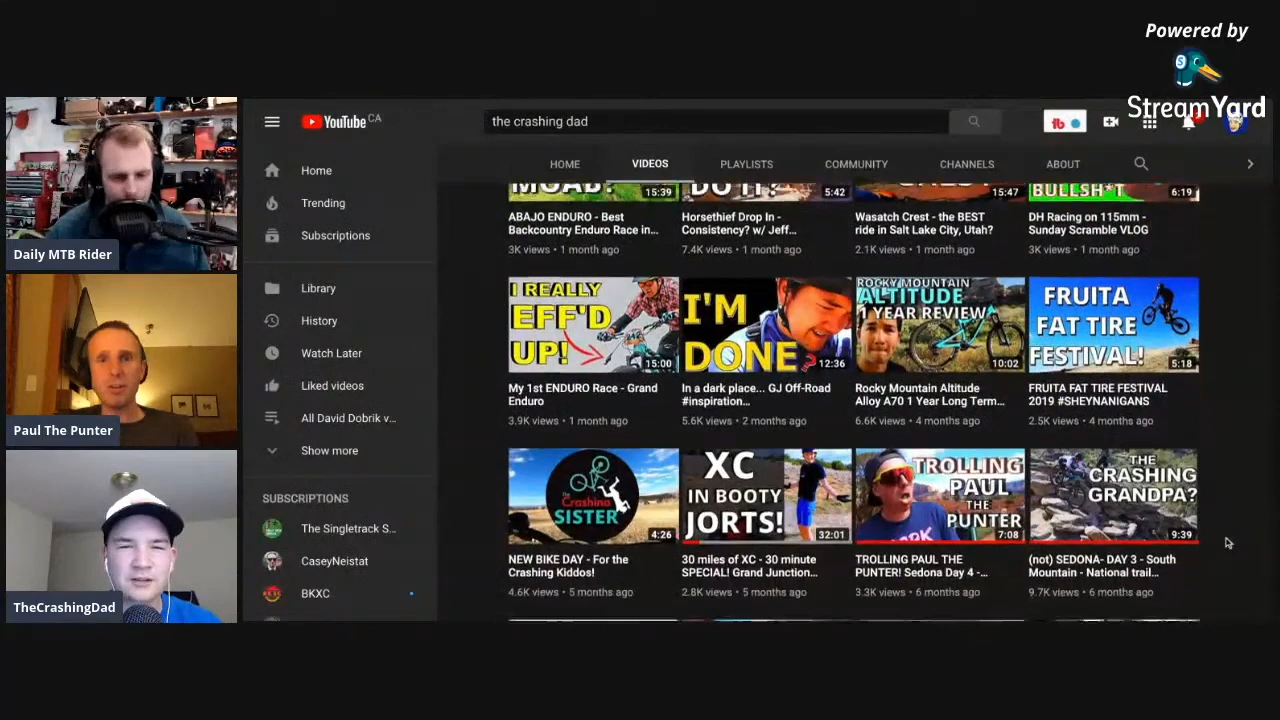 Powered by
StreamYard
Daily MTB Rider
Paul The Punter
TheCrashingDad
YouTube CA
the crashing dad
Home
Trending
Subscriptions
Library
History
Watch Later
Liked videos
All David Dobrik v...
Show more
SUBSCRIPTIONS
The Singletrack S...
CaseyNeistat
BKXC
HOME VIDEOS PLAYLISTS COMMUNITY CHANNELS ABOUT
MOAB?
15:39
ABAJO ENDURO - Best
Backcountry Enduro Race in...
3K views • 1 month ago
DO IT?
5:42
Horsethief Drop In -
Consistency? w/ Jeff...
7.4K views • 1 month ago
15:47
Wasatch Crest - the BEST
ride in Salt Lake City, Utah?
2.1K views • 1 month ago
BULLSH*T
6:19
DH Racing on 115mm -
Sunday Scramble VLOG
3K views • 1 month ago
I REALLY
EFF'D
UP!
15:00
My 1st ENDURO Race - Grand
Enduro
3.9K views • 1 month ago
I'M
DONE?
12:36
In a dark place... GJ Off-Road
#inspiration...
5.6K views • 2 months ago
ROCKY MOUNTAIN
ALTITUDE
1 YEAR REVIEW
10:02
Rocky Mountain Altitude
Alloy A70 1 Year Long Term...
6.6K views • 4 months ago
FRUITA
FAT TIRE
FESTIVAL!
5:18
FRUITA FAT TIRE FESTIVAL
2019 #SHEYNANIGANS
2.5K views • 4 months ago
The
Crashing
SISTER
4:26
NEW BIKE DAY - For the
Crashing Kiddos!
4.6K views • 5 months ago
XC
IN BOOTY
JORTS!
32:01
30 miles of XC - 30 minute
SPECIAL! Grand Junction...
2.8K views • 5 months ago
TROLLING
PAUL
THE
PUNTER
7:08
TROLLING PAUL THE
PUNTER! Sedona Day 4 -...
3.3K views • 6 months ago
THE
CRASHING
GRANDPA?
9:39
(not) SEDONA- DAY 3 - South
Mountain - National trail...
9.7K views • 6 months ago